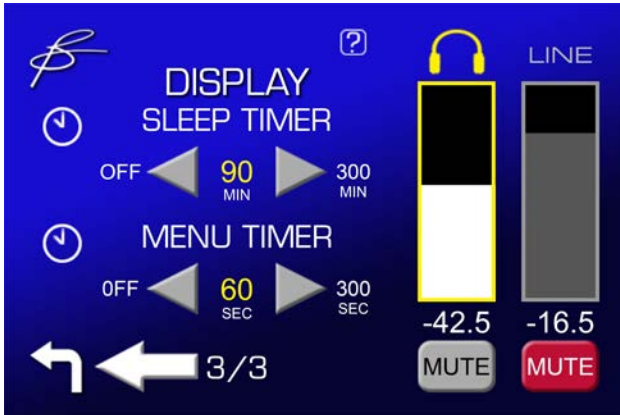 ?
DISPLAY
SLEEP TIMER
OFF 90 MIN 300 MIN
MENU TIMER
0FF 60 SEC 300 SEC
3/3
LINE
-42.5 -16.5
MUTE MUTE